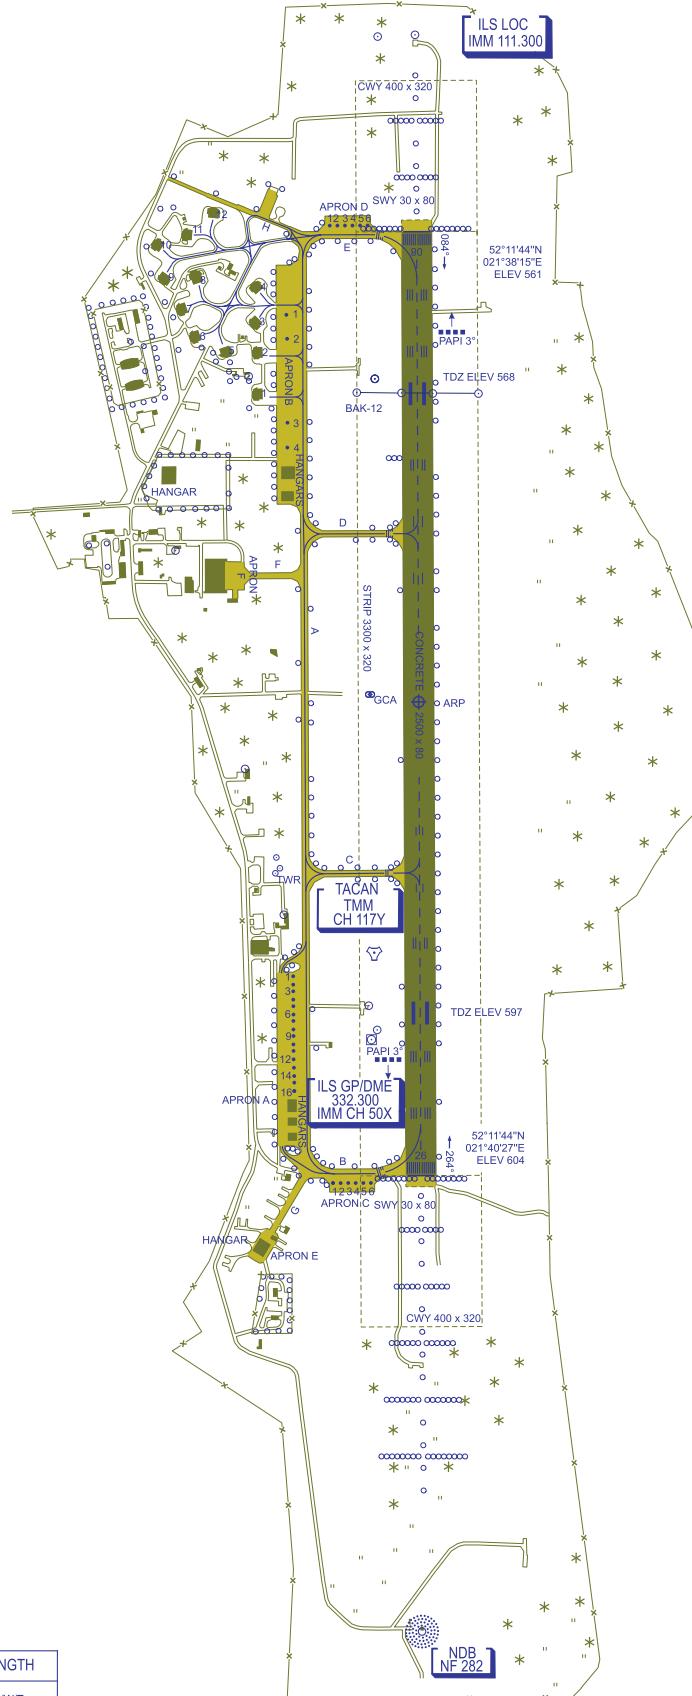 ILS LOC
IMM 111.300
CWY 400 x 320
SWY 30 x 80
APRON D
12 3 4 5 6
E
H
12
11
10
084°
08
52°11'44"N
021°38'15"E
ELEV 561
PAPI 3°
TDZ ELEV 568
BAK-12
1
2
APRON B
3
4
HANGARS
HANGAR
D
F
APRON
F
A
STRIP 3300 x 320
CONCRETE 2500 x 80
GCA
ARP
C
TWR
TACAN
TMM
CH 117Y
1
3
6
9
12
14
16
TDZ ELEV 597
PAPI 3°
APRON A
HANGARS
ILS GP/DME
332.300
IMM CH 50X
B
26
264°
52°11'44"N
021°40'27"E
ELEV 604
1 2 3 4 5 6
APRON C
SWY 30 x 80
G
HANGAR
APRON E
CWY 400 x 320
NDB
NF 282
NGTH